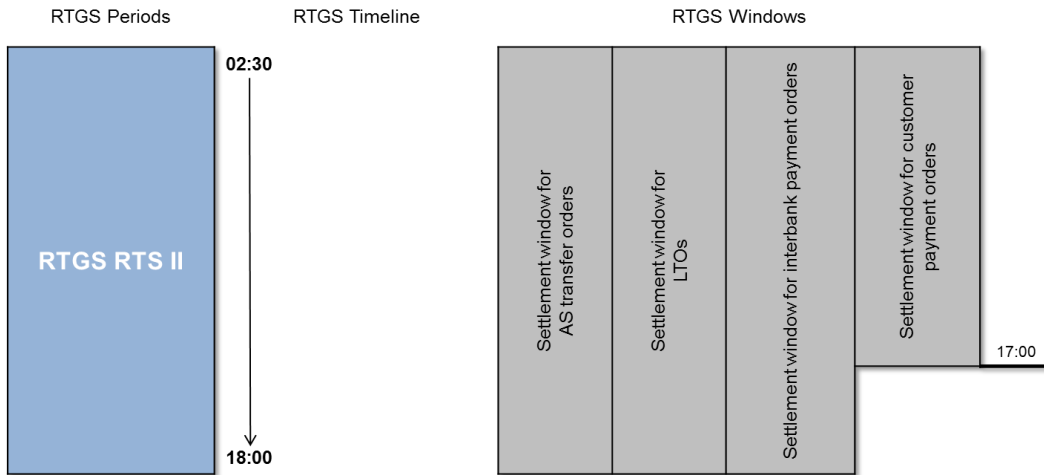 RTGS Periods
RTGS Timeline
RTGS Windows
02:30
RTGS RTS II
18:00
Settlement window for
AS transfer orders
Settlement window for
LTOs
Settlement window for interbank payment orders
Settlement window for customer
payment orders
17:00